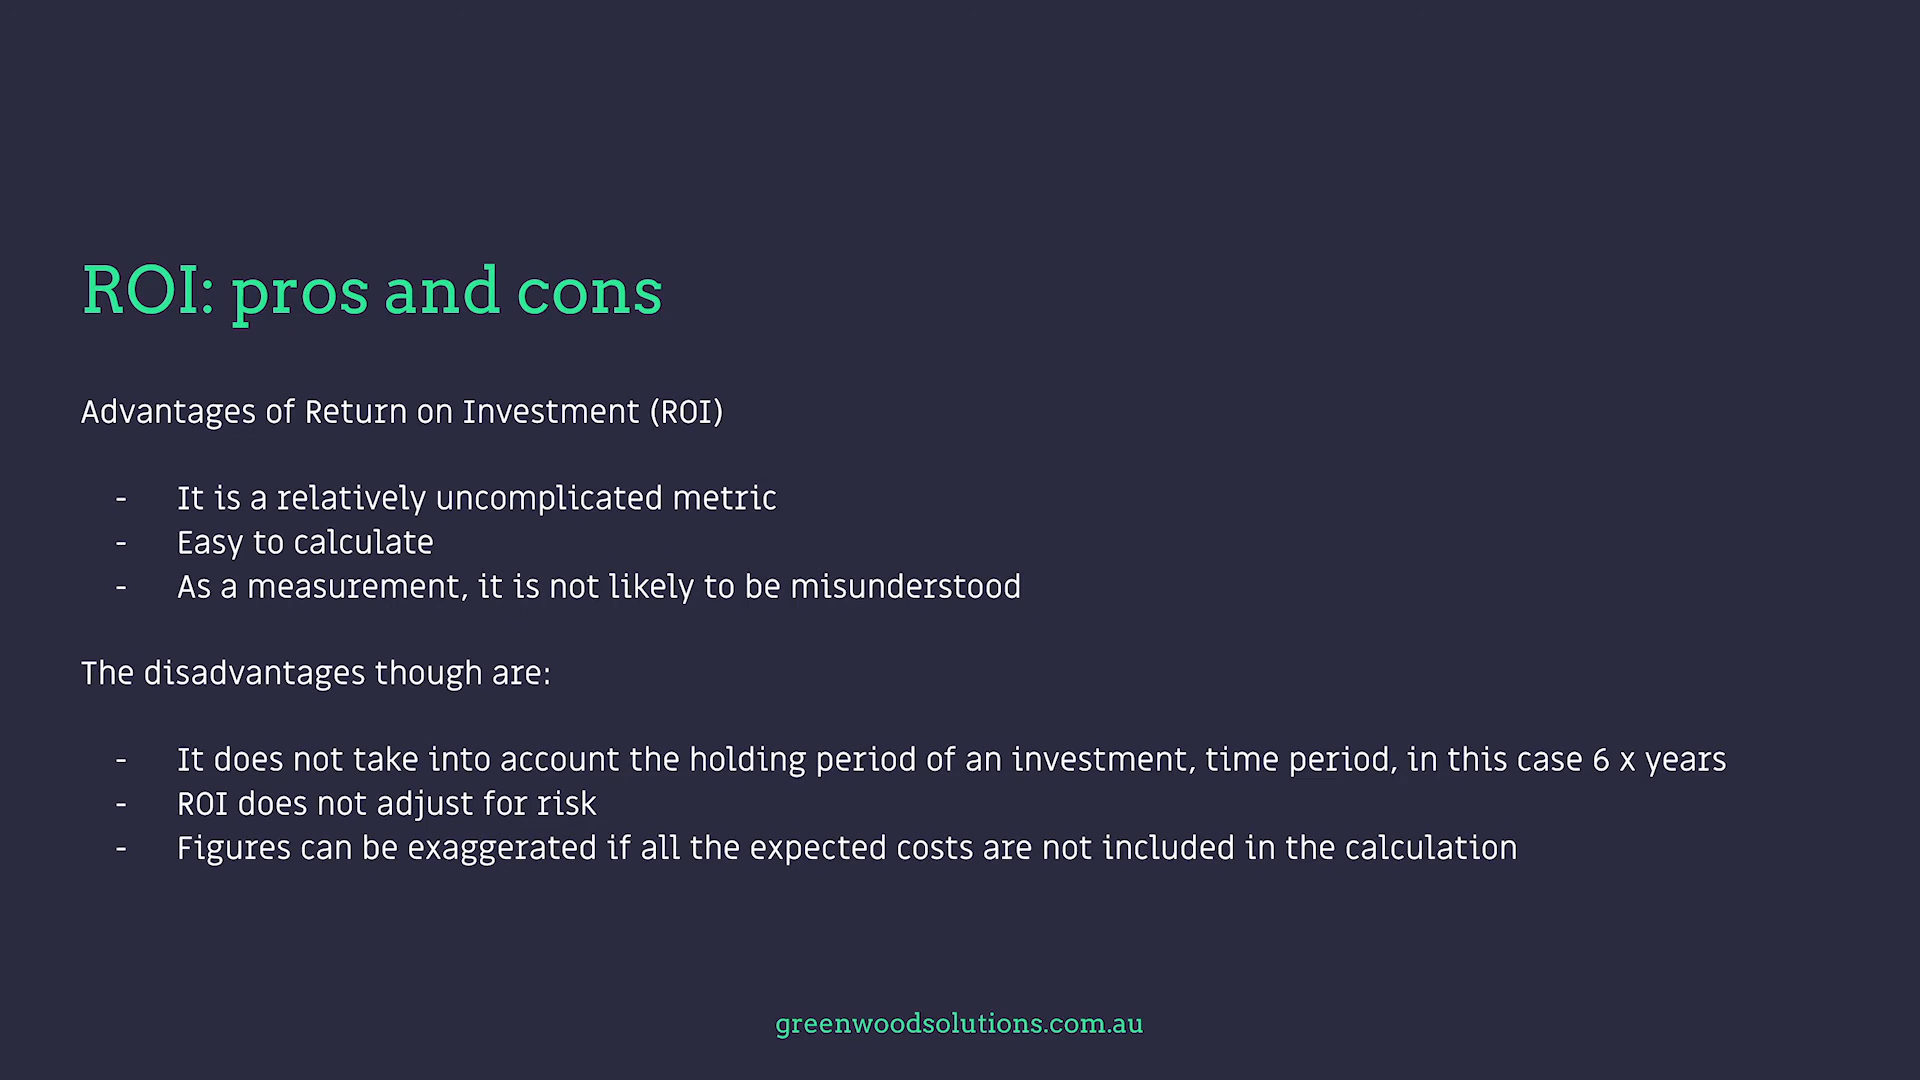 ROI: pros and cons
Advantages of Return on Investment (ROI)
- It is a relatively uncomplicated metric
- Easy to calculate
- As a measurement, it is not likely to be misunderstood
The disadvantages though are:
- It does not take into account the holding period of an investment, time period, in this case 6 x years
- ROI does not adjust for risk
- Figures can be exaggerated if all the expected costs are not included in the calculation
greenwoodsolutions.com.au